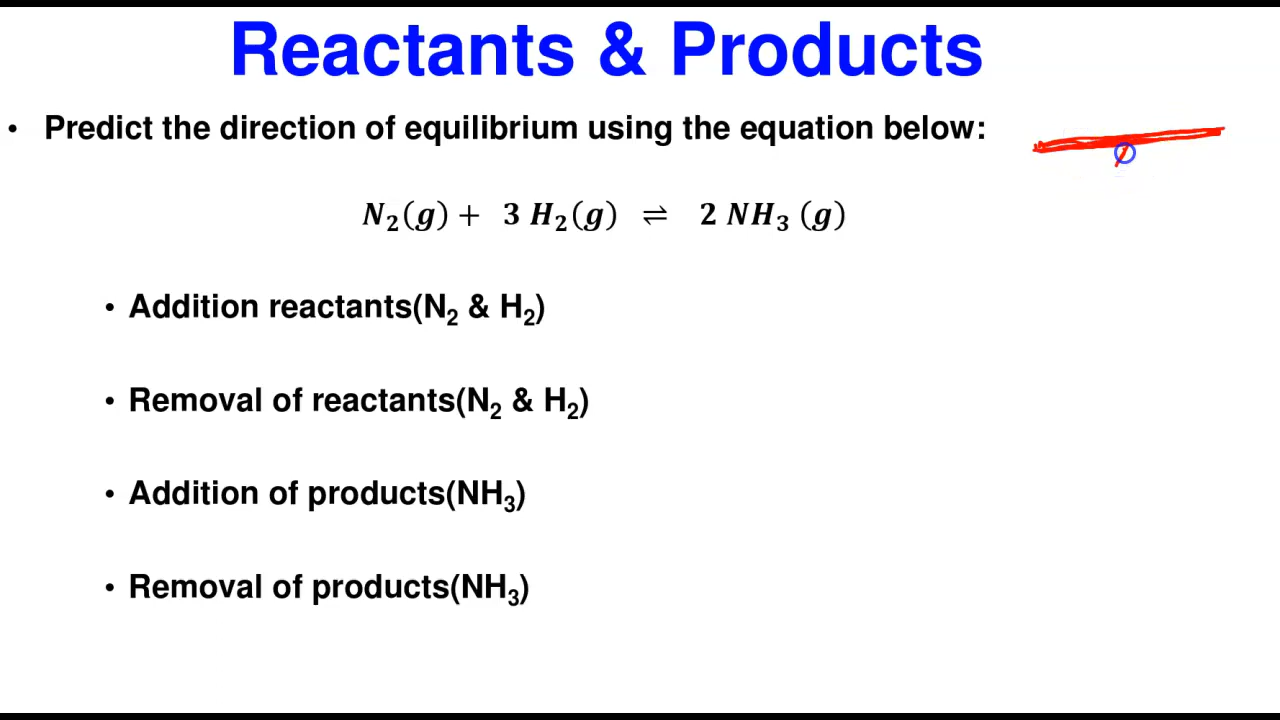 Reactants & Products
• Predict the direction of equilibrium using the equation below:
N₂(g) + 3 H₂(g) ⇌ 2 NH₃ (g)
• Addition reactants(N₂ & H₂)
• Removal of reactants(N₂ & H₂)
• Addition of products(NH₃)
• Removal of products(NH₃)